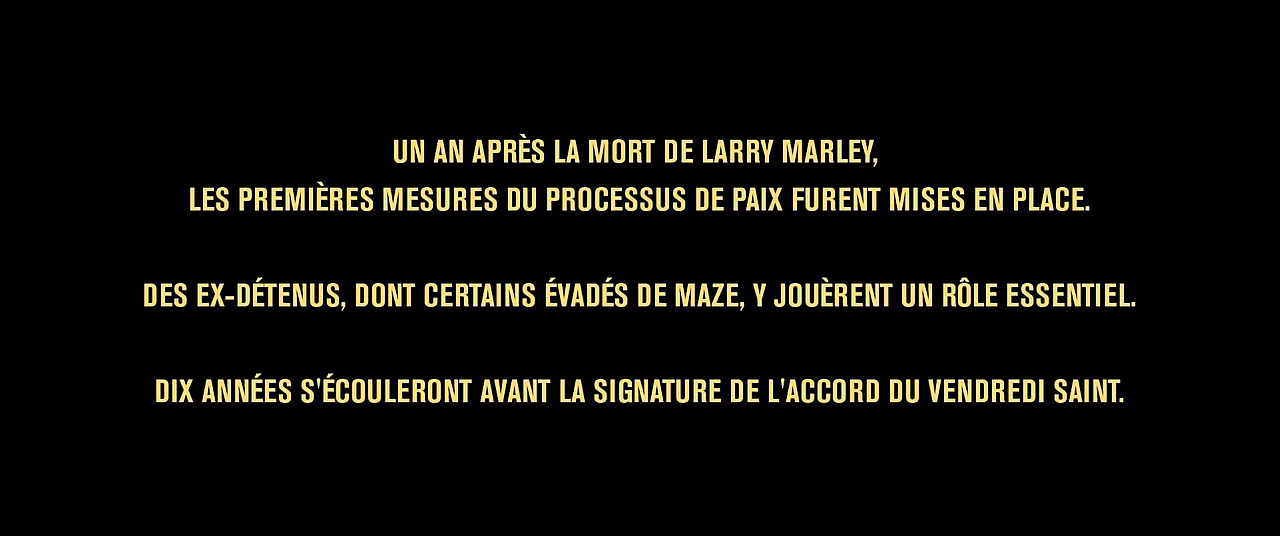 UN AN APRÈS LA MORT DE LARRY MARLEY,
LES PREMIÈRES MESURES DU PROCESSUS DE PAIX FURENT MISES EN PLACE.
DES EX-DÉTENUS, DONT CERTAINS ÉVADÉS DE MAZE, Y JOUÈRENT UN RÔLE ESSENTIEL.
DIX ANNÉES S'ÉCOULERONT AVANT LA SIGNATURE DE L'ACCORD DU VENDREDI SAINT.